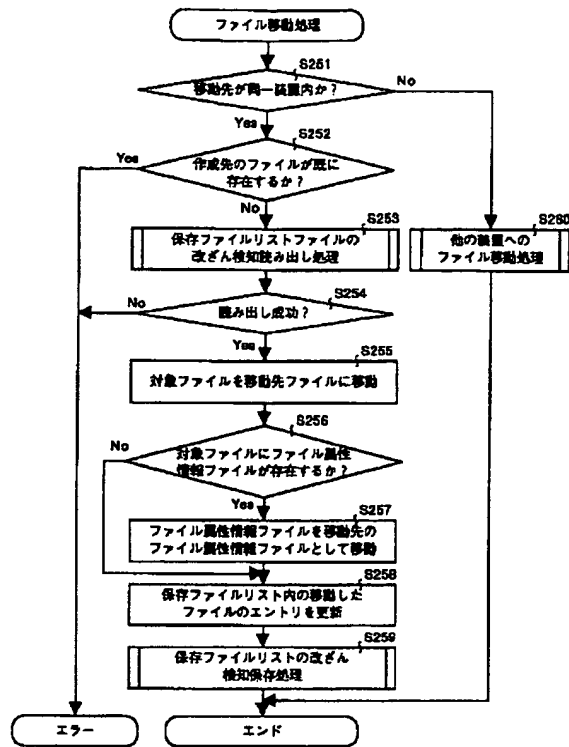 ファイル移動処理
S251
移動先が同一装置内か?
No
Yes
S252
Yes
作成先のファイルが既に
存在するか?
No
S253
保存ファイルリストファイルの
改ざん検知読み出し処理
S260
他の装置への
ファイル移動処理
S254
No
読み出し成功?
Yes
S255
対象ファイルを移動先ファイルに移動
S256
No
対象ファイルにファイル属性
情報ファイルが存在するか?
Yes
S257
ファイル属性情報ファイルを移動先の
ファイル属性情報ファイルとして移動
S258
保存ファイルリスト内の移動した
ファイルのエントリを更新
S259
保存ファイルリストの改ざん
検知保存処理
エラー
エンド